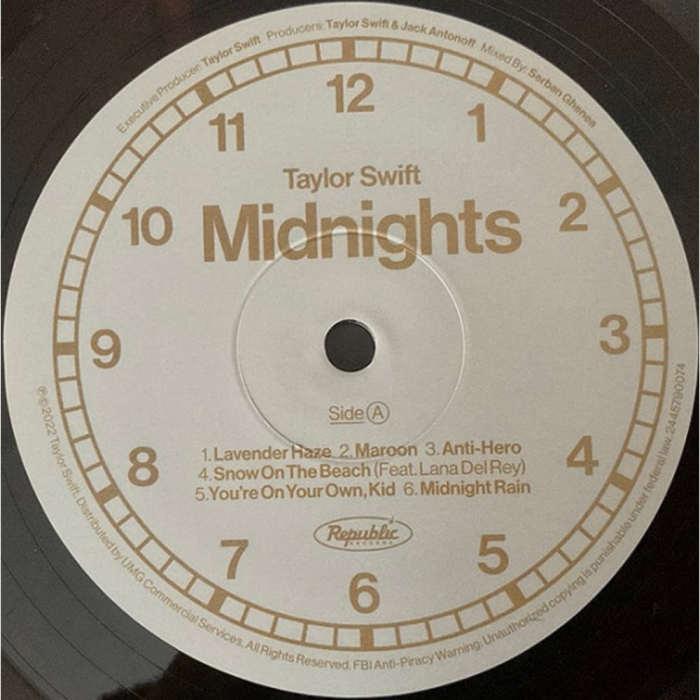 Executive Producer: Taylor Swift Producers: Taylor Swift & Jack Antonoff Mixed By: Serban Ghenea
12
11
1
Taylor Swift
10
Midnights
2
9
3
Side A
1. Lavender Haze 2. Maroon 3. Anti-Hero
8
4. Snow On The Beach (Feat. Lana Del Rey)
4
5. You're On Your Own, Kid 6. Midnight Rain
Republic
RECORDS
7
5
6
℗©2022 Taylor Swift. Distributed by UMG Commercial Services. All Rights Reserved. FBI Anti-Piracy Warning: Unauthorized copying is punishable under federal law. 2445790074